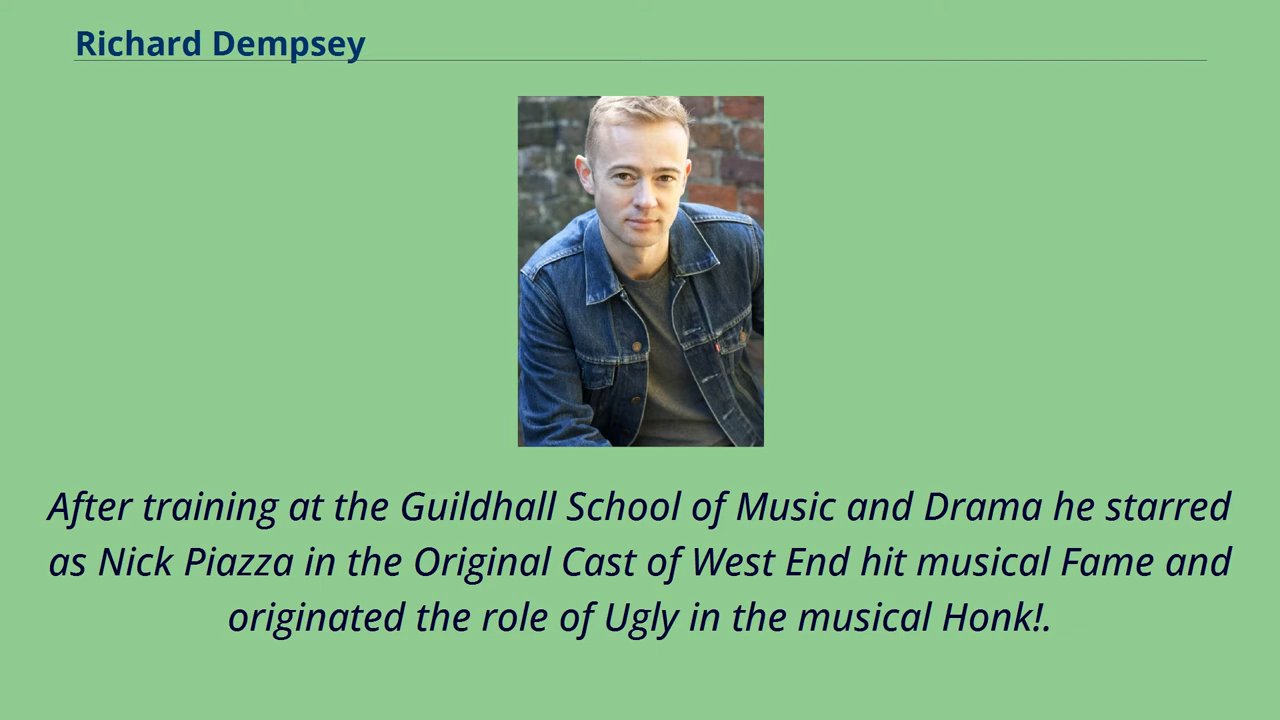 Richard Dempsey
After training at the Guildhall School of Music and Drama he starred
as Nick Piazza in the Original Cast of West End hit musical Fame and
originated the role of Ugly in the musical Honk!.